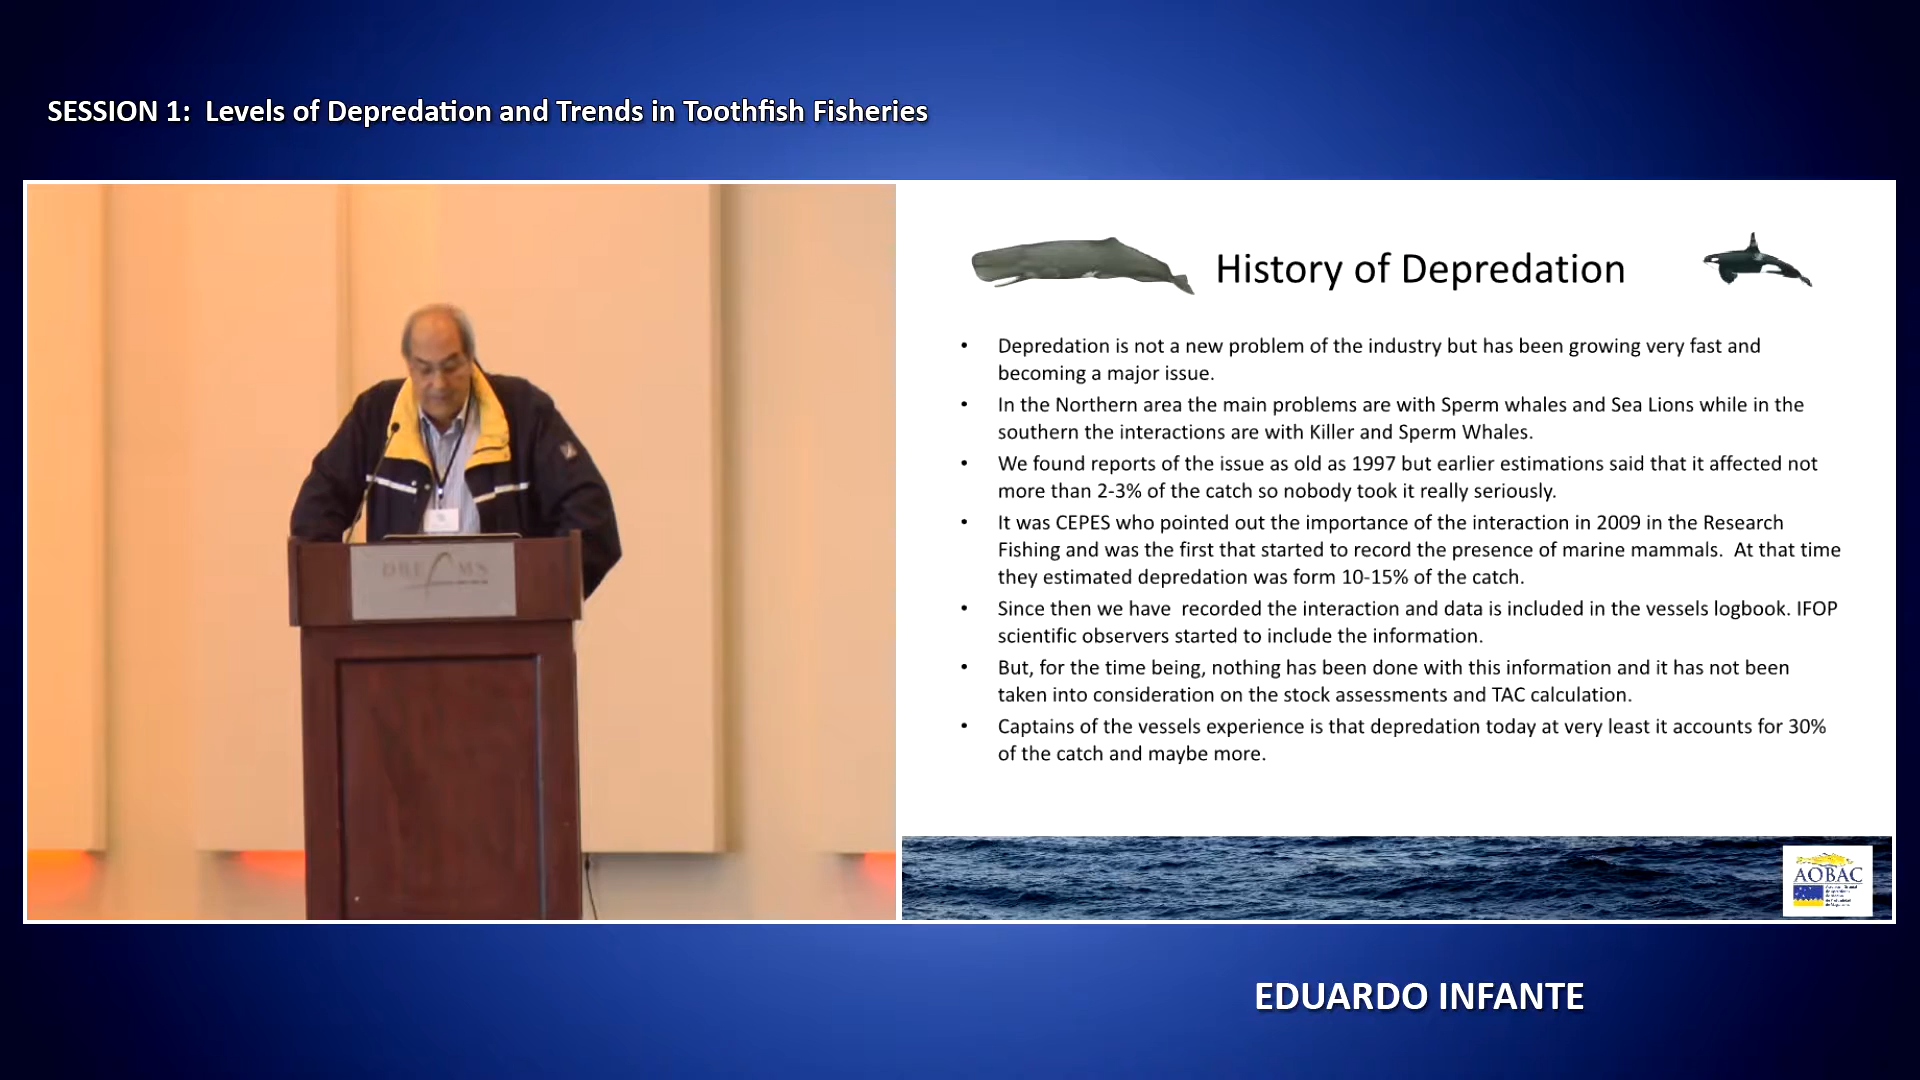 SESSION 1: Levels of Depredation and Trends in Toothfish Fisheries
DREAMS
History of Depredation
• Depredation is not a new problem of the industry but has been growing very fast and
becoming a major issue.
• In the Northern area the main problems are with Sperm whales and Sea Lions while in the
southern the interactions are with Killer and Sperm Whales.
• We found reports of the issue as old as 1997 but earlier estimations said that it affected not
more than 2-3% of the catch so nobody took it really seriously.
• It was CEPES who pointed out the importance of the interaction in 2009 in the Research
Fishing and was the first that started to record the presence of marine mammals. At that time
they estimated depredation was form 10-15% of the catch.
• Since then we have recorded the interaction and data is included in the vessels logbook. IFOP
scientific observers started to include the information.
• But, for the time being, nothing has been done with this information and it has not been
taken into consideration on the stock assessments and TAC calculation.
• Captains of the vessels experience is that depredation today at very least it accounts for 30%
of the catch and maybe more.
AOBAC
EDUARDO INFANTE